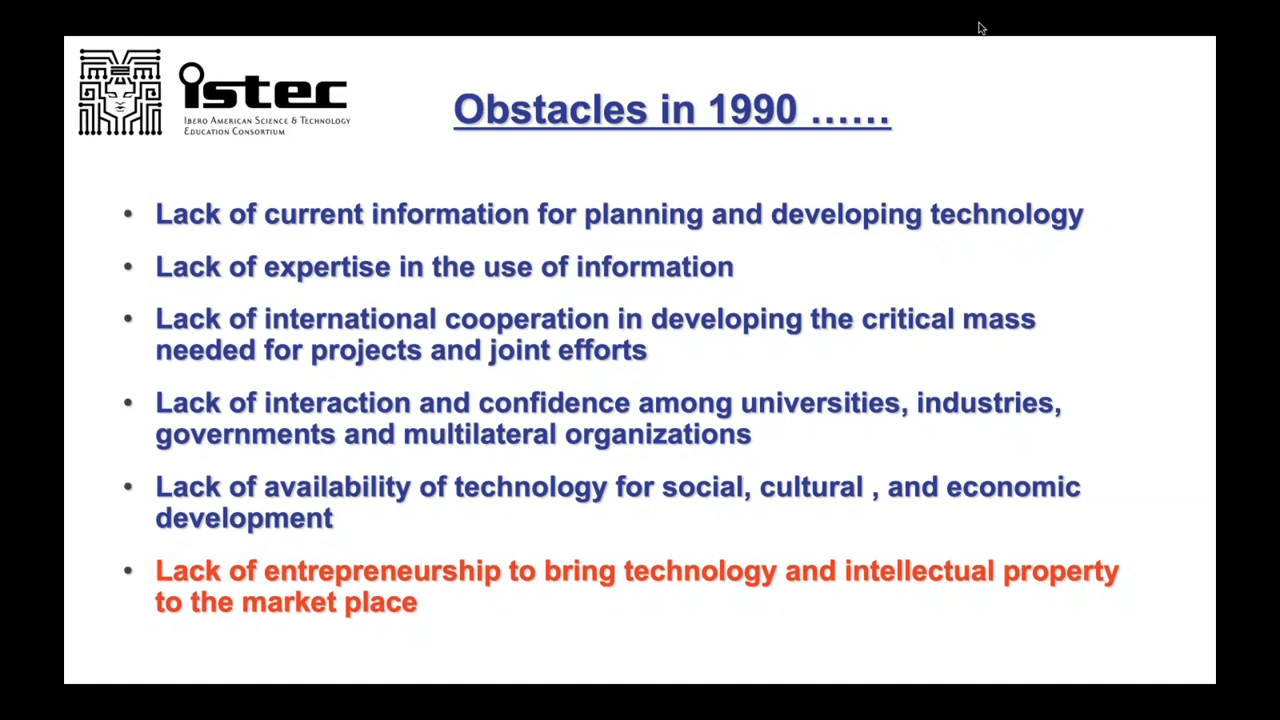 istec
Ibero American Science & Technology
Education Consortium
Obstacles in 1990 ......
• Lack of current information for planning and developing technology
• Lack of expertise in the use of information
• Lack of international cooperation in developing the critical mass
needed for projects and joint efforts
• Lack of interaction and confidence among universities, industries,
governments and multilateral organizations
• Lack of availability of technology for social, cultural , and economic
development
• Lack of entrepreneurship to bring technology and intellectual property
to the market place